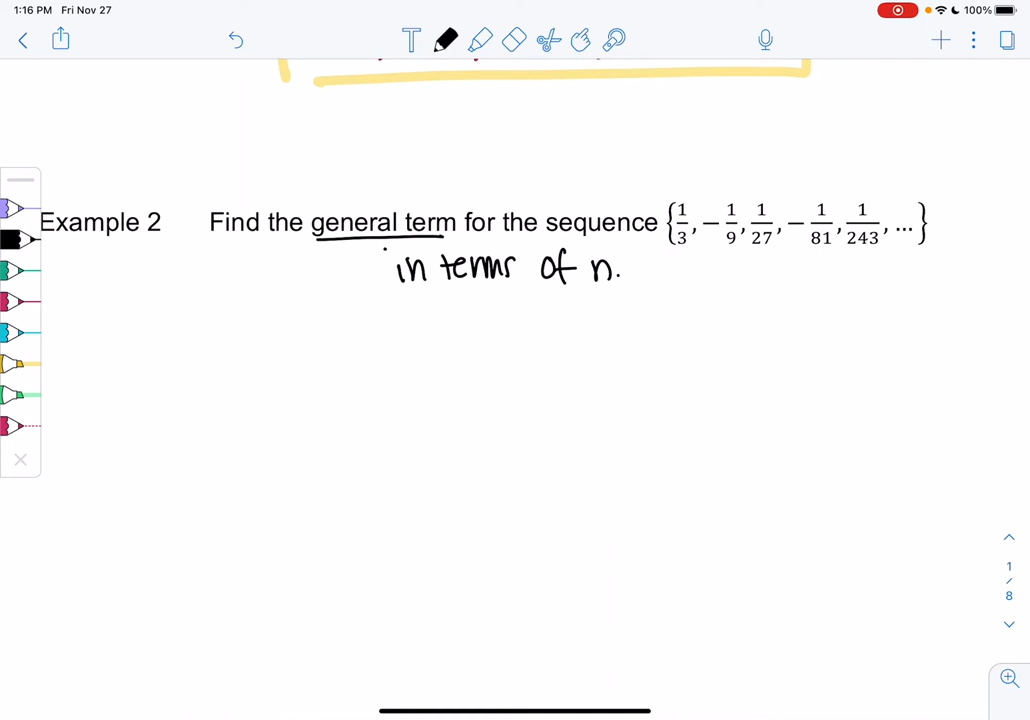 1:16 PM Fri Nov 27
100%
T
Example 2 Find the general term for the sequence {1/3, −1/9, 1/27, −1/81, 1/243, ...}
in terms of n.
1
/
8